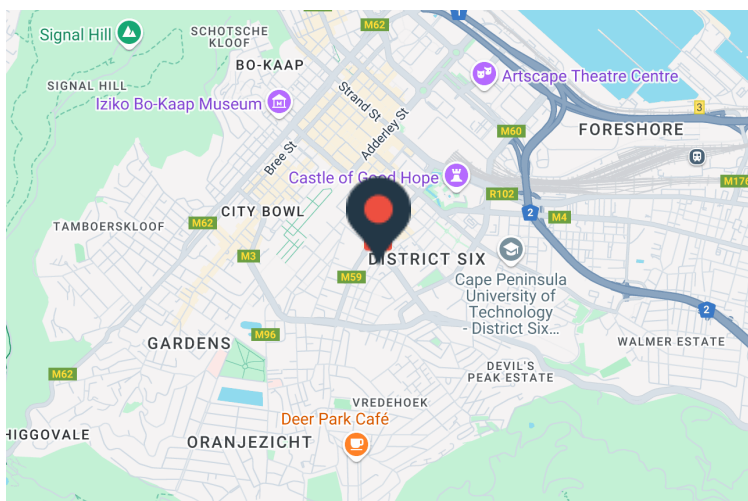 M62
1
SCHOTSCHE
KLOOF
Signal Hill
BO-KAAP
Artscape Theatre Centre
SIGNAL HILL
Iziko Bo-Kaap Museum
Strand St
3
Adderley St
M60
FORESHORE
Bree St
Castle of Good Hope
M176
R102
CITY BOWL
2
M4
M62
TAMBOERSKLOOF
M3
DISTRICT SIX
M59
Cape Peninsula
University of
Technology
- District Six...
2
M96
GARDENS
WALMER ESTATE
M62
DEVIL'S
PEAK ESTATE
VREDEHOEK
Deer Park Café
HIGGOVALE
ORANJEZICHT